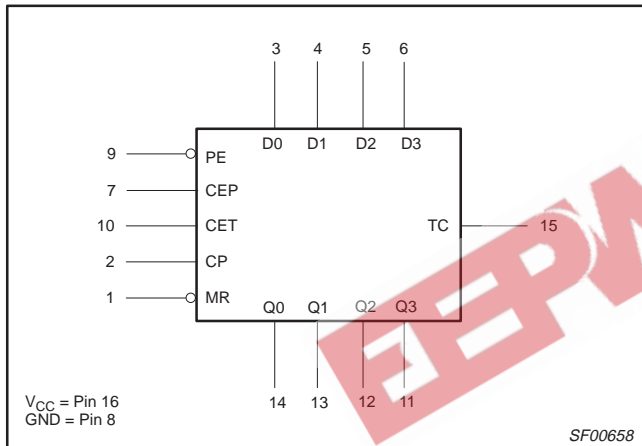 3 4 5 6
D0 D1 D2 D3
9 PE
7 CEP
10 CET TC 15
2 CP
1 MR
Q0 Q1 Q2 Q3
14 13 12 11
VCC = Pin 16
GND = Pin 8
SF00658
EEPW